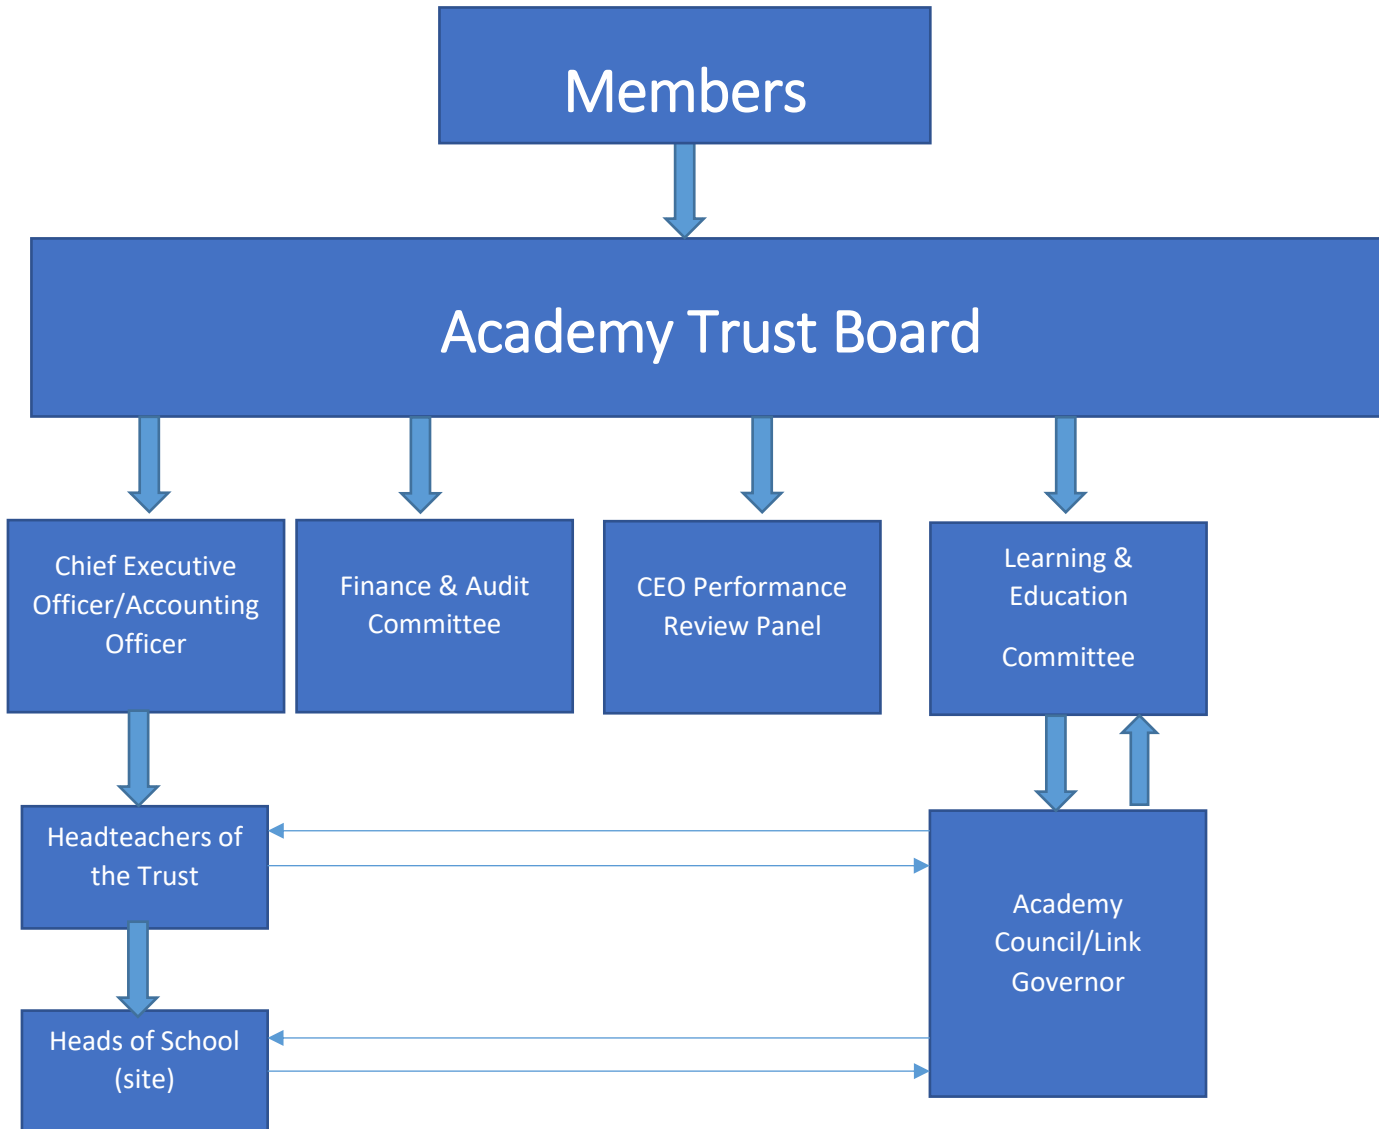 Members
Academy Trust Board
Chief Executive
Officer/Accounting
Officer
Finance & Audit
Committee
CEO Performance
Review Panel
Learning &
Education
Committee
Headteachers of
the Trust
Academy
Council/Link
Governor
Heads of School
(site)